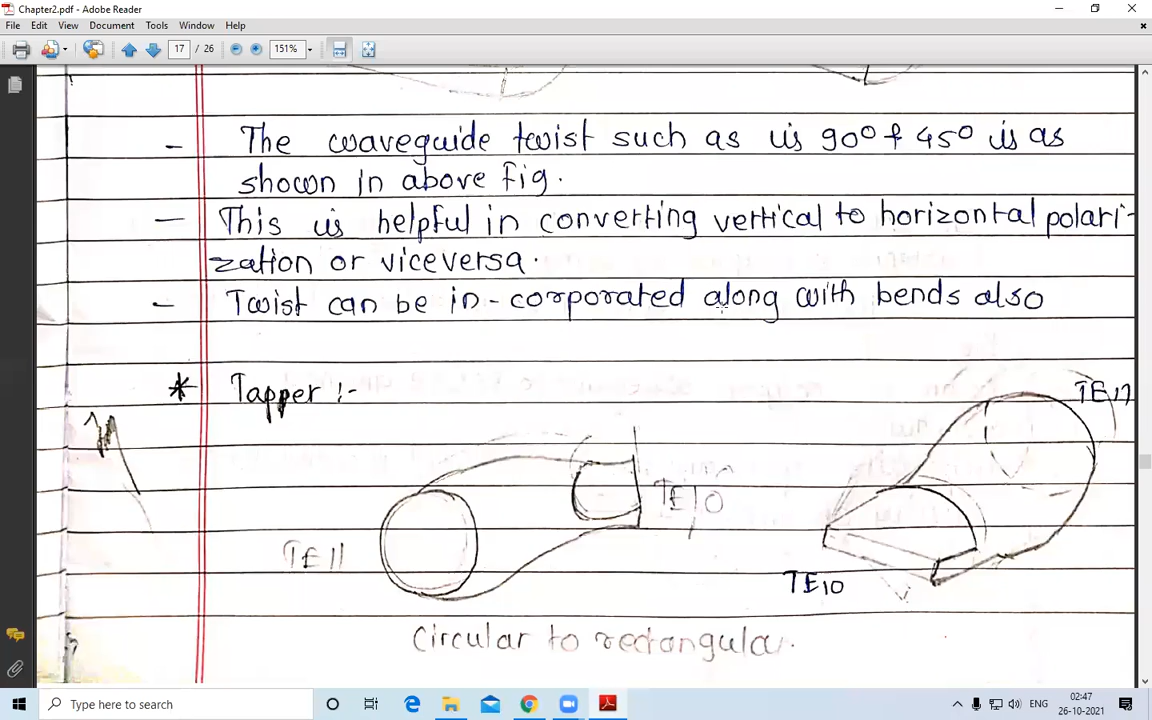 Chapter2.pdf - Adobe Reader
File Edit View Document Tools Window Help
17 / 26 151%
- The waveguide twist such as is 90° & 45° is as
shown in above fig.
- This is helpful in converting vertical to horizontal polari-
zation or viceversa.
- Twist can be in-corporated along with bends also
* Tapper :-
TE11
TE10
TE11
TE10
Circular to rectangular.
Type here to search
ENG
02:47
26-10-2021